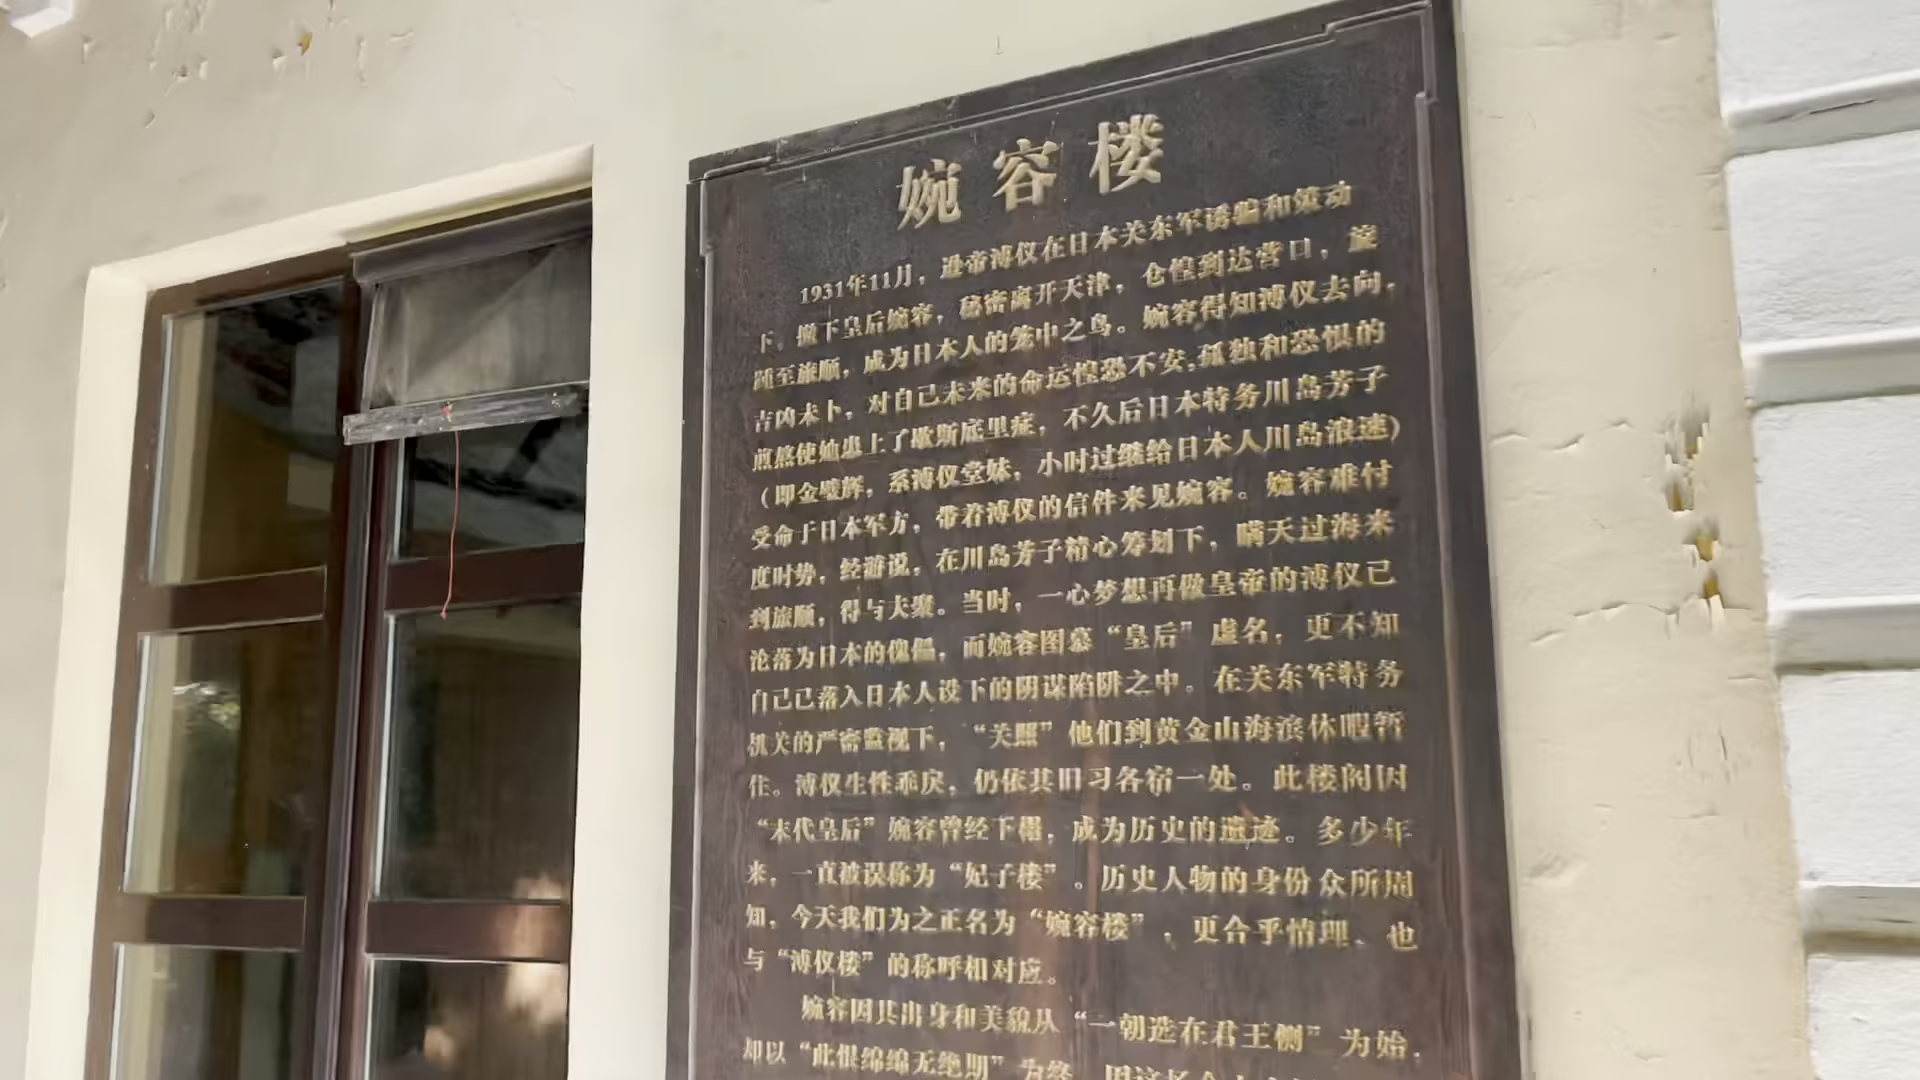 婉容楼
1931年11月，逊帝溥仪在日本关东军诱骗和策动
下，撇下皇后婉容，秘密离开天津，仓惶到达营口，旋
随至旅顺，成为日本人的笼中之鸟。婉容得知溥仪去向，
吉凶未卜，对自己未来的命运惶恐不安，孤独和恐惧的
煎熬使她患上了歇斯底里症，不久后日本特务川岛芳子
（即金璧辉，系溥仪堂妹，小时过继给日本人川岛浪速）
受命于日本军方，带着溥仪的信件来见婉容。婉容难付
度时势，经游说，在川岛芳子精心筹划下，瞒天过海来
到旅顺，得与夫聚。当时，一心梦想再做皇帝的溥仪已
沦落为日本的傀儡，而婉容图慕“皇后”虚名，更不知
自己已落入日本人设下的阴谋陷阱之中。在关东军特务
机关的严密监视下，“关照”他们到黄金山海滨休暇暂
住。溥仪生性乖戾，仍依其旧习各宿一处。此楼阁因
“末代皇后”婉容曾经下榻，成为历史的遗迹。多少年
来，一直被误称为“妃子楼”。历史人物的身份众所周
知，今天我们为之正名为“婉容楼”，更合乎情理、也
与“溥仪楼”的称呼相对应。
婉容因其出身和美貌从“一朝选在君王侧”为始，
却以“此恨绵绵无绝期”为终